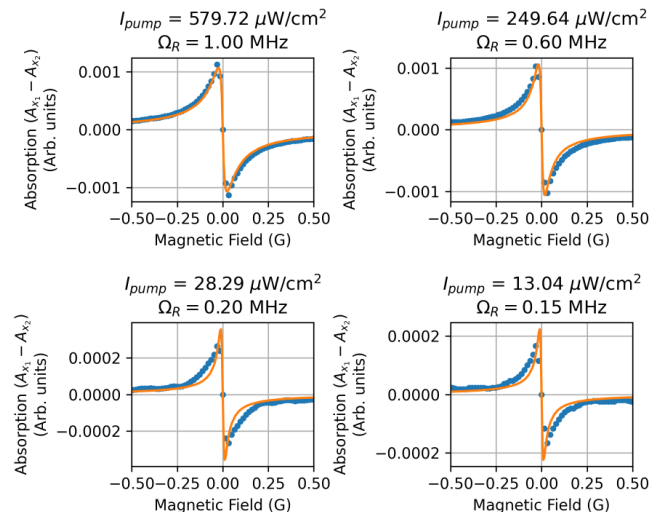 I_pump = 579.72 μW/cm²
Ω_R = 1.00 MHz
Absorption (A_x₁ − A_x₂)
(Arb. units)
0.001
0.000
−0.001
−0.50 −0.25 0.00 0.25 0.50
Magnetic Field (G)
I_pump = 249.64 μW/cm²
Ω_R = 0.60 MHz
Absorption (A_x₁ − A_x₂)
(Arb. units)
0.001
0.000
−0.001
−0.50 −0.25 0.00 0.25 0.50
Magnetic Field (G)
I_pump = 28.29 μW/cm²
Ω_R = 0.20 MHz
Absorption (A_x₁ − A_x₂)
(Arb. units)
0.0002
0.0000
−0.0002
−0.50 −0.25 0.00 0.25 0.50
Magnetic Field (G)
I_pump = 13.04 μW/cm²
Ω_R = 0.15 MHz
Absorption (A_x₁ − A_x₂)
(Arb. units)
0.0002
0.0000
−0.0002
−0.50 −0.25 0.00 0.25 0.50
Magnetic Field (G)